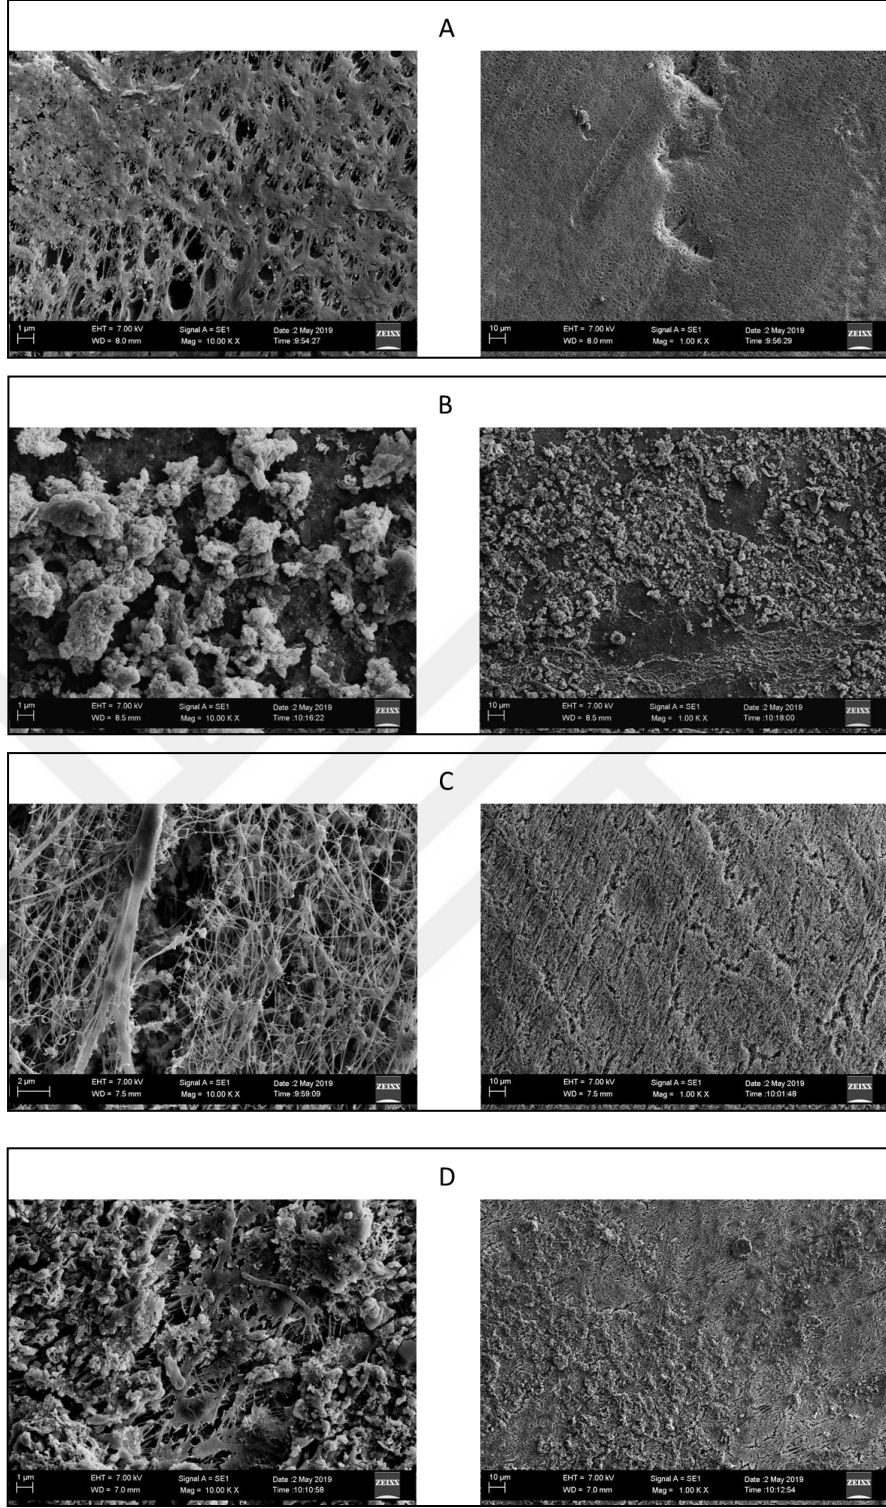 A
1 µm EHT = 7.00 kV Signal A = SE1 Date :2 May 2019 ZEISS
WD = 8.0 mm Mag = 10.00 K X Time :9:54:27
10 µm EHT = 7.00 kV Signal A = SE1 Date :2 May 2019 ZEISS
WD = 8.0 mm Mag = 1.00 K X Time :9:56:29
B
1 µm EHT = 7.00 kV Signal A = SE1 Date :2 May 2019 ZEISS
WD = 8.5 mm Mag = 10.00 K X Time :10:16:22
10 µm EHT = 7.00 kV Signal A = SE1 Date :2 May 2019 ZEISS
WD = 8.5 mm Mag = 1.00 K X Time :10:18:00
C
2 µm EHT = 7.00 kV Signal A = SE1 Date :2 May 2019 ZEISS
WD = 7.5 mm Mag = 10.00 K X Time :9:59:09
10 µm EHT = 7.00 kV Signal A = SE1 Date :2 May 2019 ZEISS
WD = 7.5 mm Mag = 1.00 K X Time :10:01:48
D
1 µm EHT = 7.00 kV Signal A = SE1 Date :2 May 2019 ZEISS
WD = 7.0 mm Mag = 10.00 K X Time :10:10:58
10 µm EHT = 7.00 kV Signal A = SE1 Date :2 May 2019 ZEISS
WD = 7.0 mm Mag = 1.00 K X Time :10:12:54